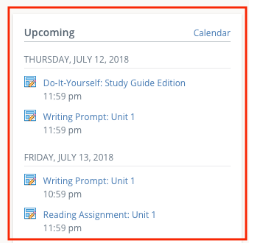 Upcoming Calendar
THURSDAY, JULY 12, 2018
Do-It-Yourself: Study Guide Edition
11:59 pm
Writing Prompt: Unit 1
11:59 pm
FRIDAY, JULY 13, 2018
Writing Prompt: Unit 1
10:59 pm
Reading Assignment: Unit 1
11:59 pm